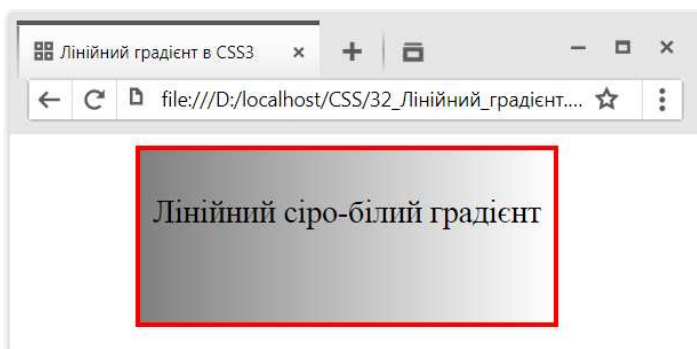 Лінійний градієнт в CSS3
file:///D:/localhost/CSS/32_Лінійний_градієнт....
Лінійний сіро-білий градієнт